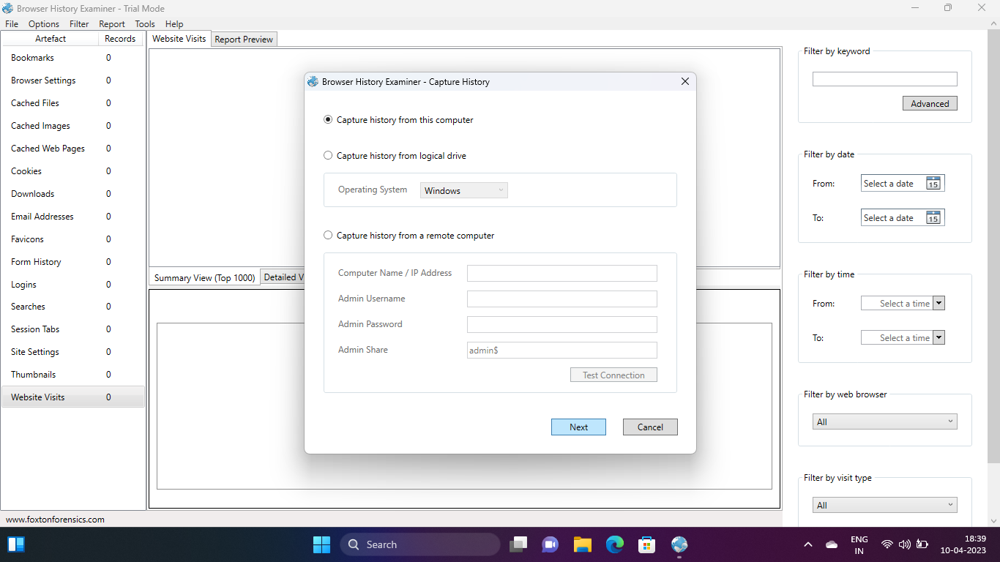 Browser History Examiner - Trial Mode
File Options Filter Report Tools Help
Artefact Records
Bookmarks 0
Browser Settings 0
Cached Files 0
Cached Images 0
Cached Web Pages 0
Cookies 0
Downloads 0
Email Addresses 0
Favicons 0
Form History 0
Logins 0
Searches 0
Session Tabs 0
Site Settings 0
Thumbnails 0
Website Visits 0
Website Visits Report Preview
Summary View (Top 1000) Detailed V
Browser History Examiner - Capture History
Capture history from this computer
Capture history from logical drive
Operating System Windows
Capture history from a remote computer
Computer Name / IP Address
Admin Username
Admin Password
Admin Share admin$
Test Connection
Next Cancel
Filter by keyword
Advanced
Filter by date
From: Select a date 15
To: Select a date 15
Filter by time
From: Select a time
To: Select a time
Filter by web browser
All
Filter by visit type
All
www.foxtonforensics.com
Search
ENG
IN
18:39
10-04-2023